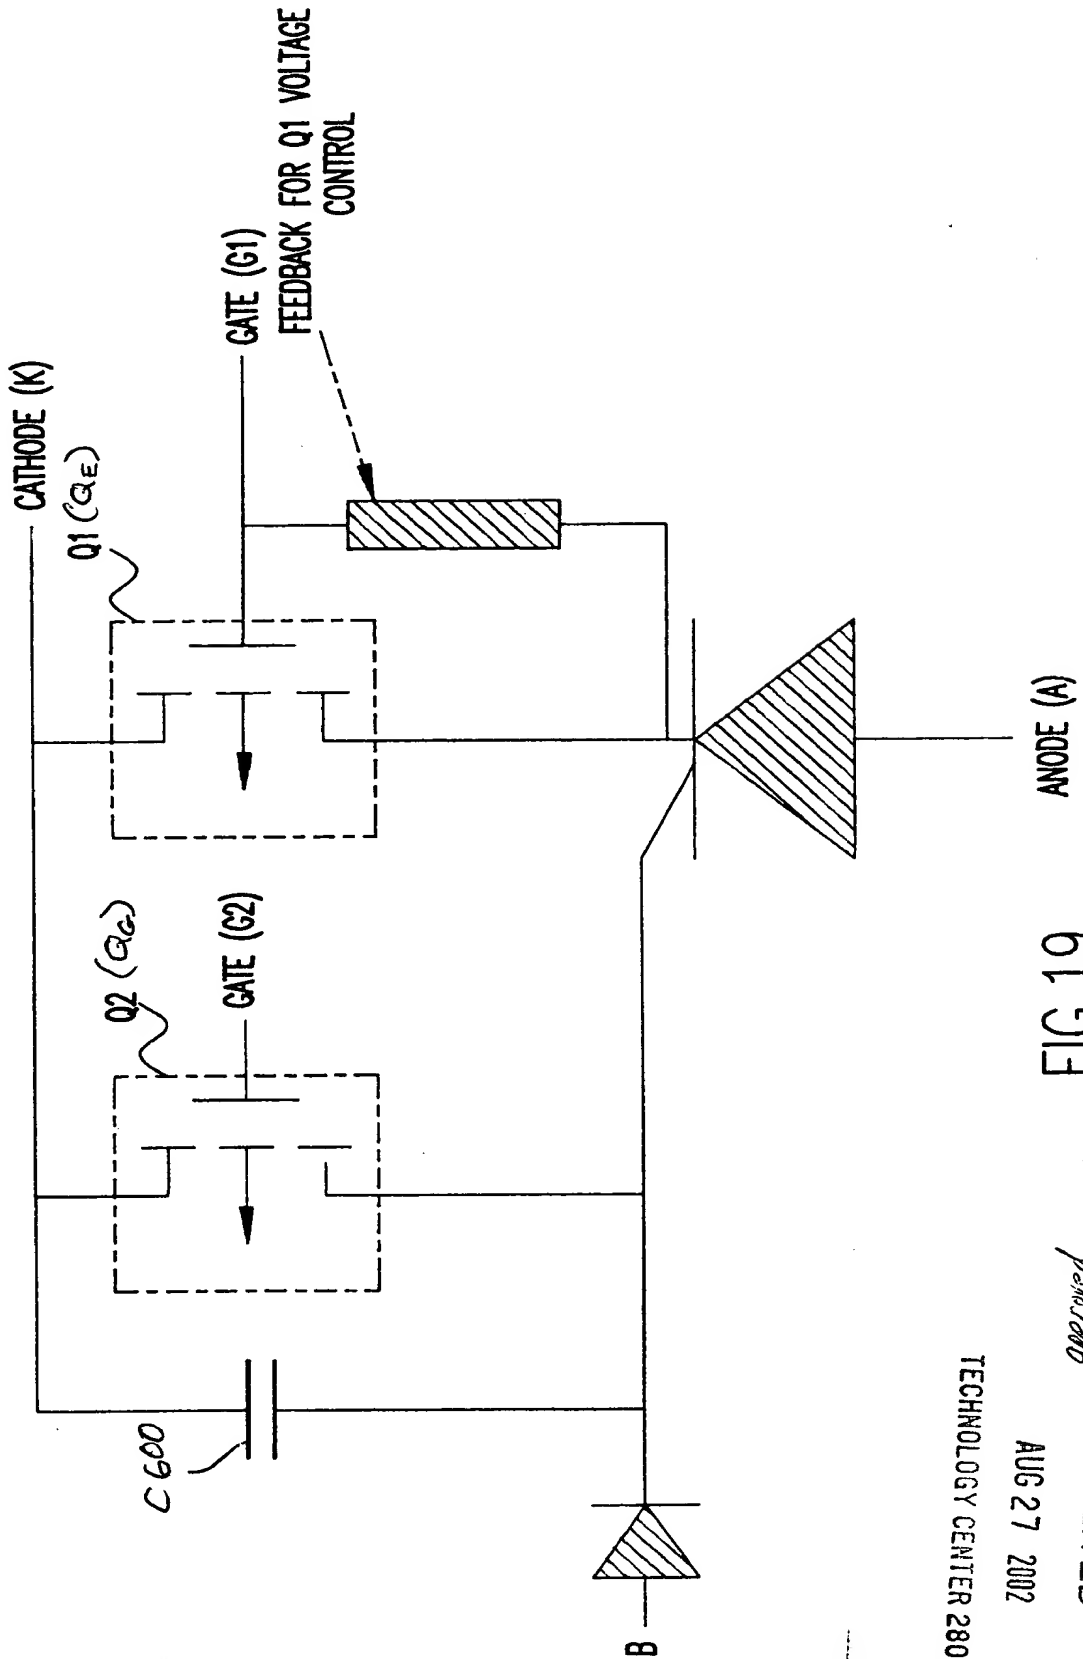 CATHODE (K)
Q1 (QE)
GATE (G1)
FEEDBACK FOR Q1 VOLTAGE
CONTROL
Q2 (QG)
GATE (G2)
C600
B
ANODE (A)
FIG 19
AUG 27 2002
TECHNOLOGY CENTER 280